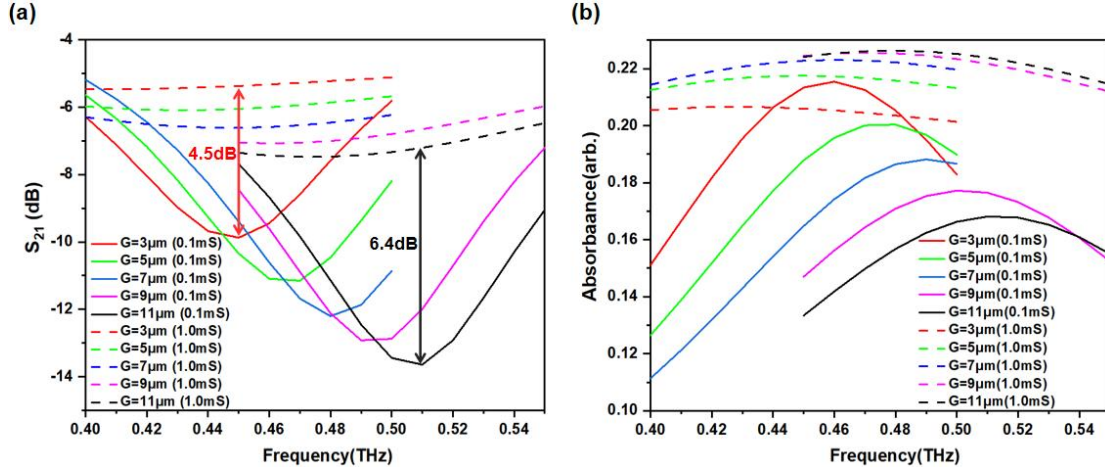 (a)
-4
-6
-8
-10
-12
-14
S21 (dB)
4.5dB
6.4dB
G=3μm (0.1mS)
G=5μm (0.1mS)
G=7μm (0.1mS)
G=9μm (0.1mS)
G=11μm (0.1mS)
G=3μm (1.0mS)
G=5μm (1.0mS)
G=7μm (1.0mS)
G=9μm (1.0mS)
G=11μm (1.0mS)
0.40 0.42 0.44 0.46 0.48 0.50 0.52 0.54
Frequency(THz)
(b)
0.22
0.20
0.18
0.16
0.14
0.12
0.10
Absorbaance(arb.)
G=3μm(0.1mS)
G=5μm(0.1mS)
G=7μm(0.1mS)
G=9μm(0.1mS)
G=11μm(0.1mS)
G=3μm(1.0mS)
G=5μm(1.0mS)
G=7μm(1.0mS)
G=9μm(1.0mS)
G=11μm(1.0mS)
0.40 0.42 0.44 0.46 0.48 0.50 0.52 0.54
Frequency(THz)